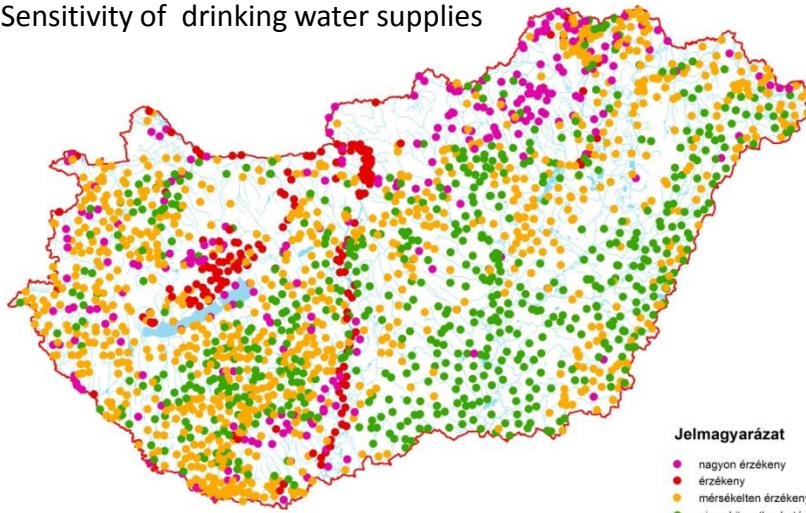 Sensitivity of drinking water supplies
Jelmagyarázat
nagyon érzékeny
érzékeny
mérsékelten érzékeny